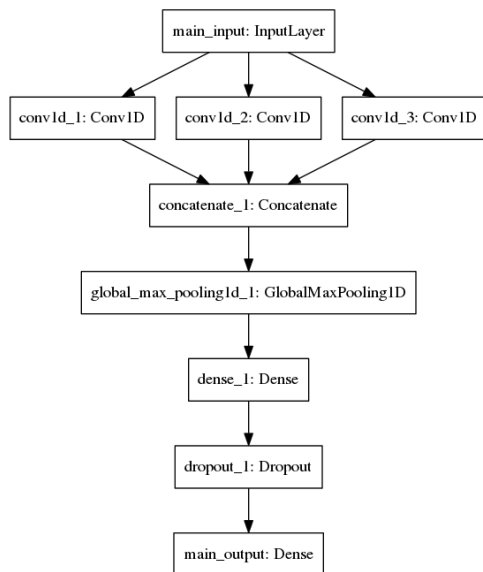 main_input: InputLayer
conv1d_1: Conv1D
conv1d_2: Conv1D
conv1d_3: Conv1D
concatenate_1: Concatenate
global_max_pooling1d_1: GlobalMaxPooling1D
dense_1: Dense
dropout_1: Dropout
main_output: Dense